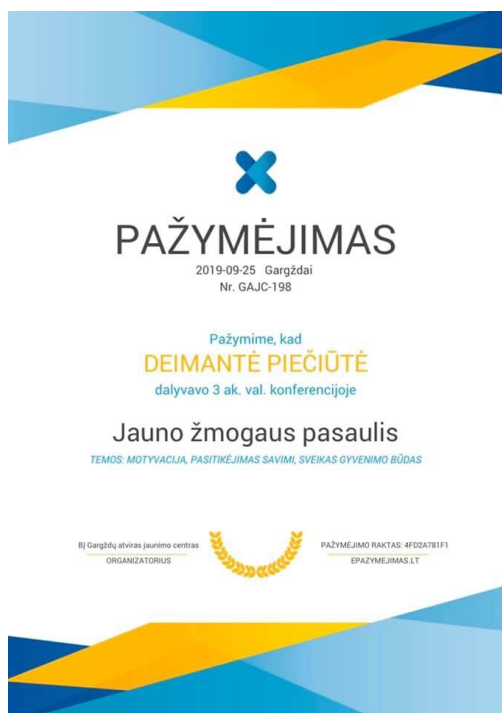 PAŽYMĖJIMAS
2019-09-25 Gargždai
Nr. GAJC-198
Pažymime, kad
DEIMANTĖ PIEČIŪTĖ
dalyvavo 3 ak. val. konferencijoje
Jauno žmogaus pasaulis
TEMOS: MOTYVACIJA, PASITIKĖJIMAS SAVIMI, SVEIKAS GYVENIMO BŪDAS
BĮ Gargždų atviras jaunimo centras
ORGANIZATORIUS
PAŽYMĖJIMO RAKTAS: 4FD2A781F1
EPAZYMEJIMAS.LT